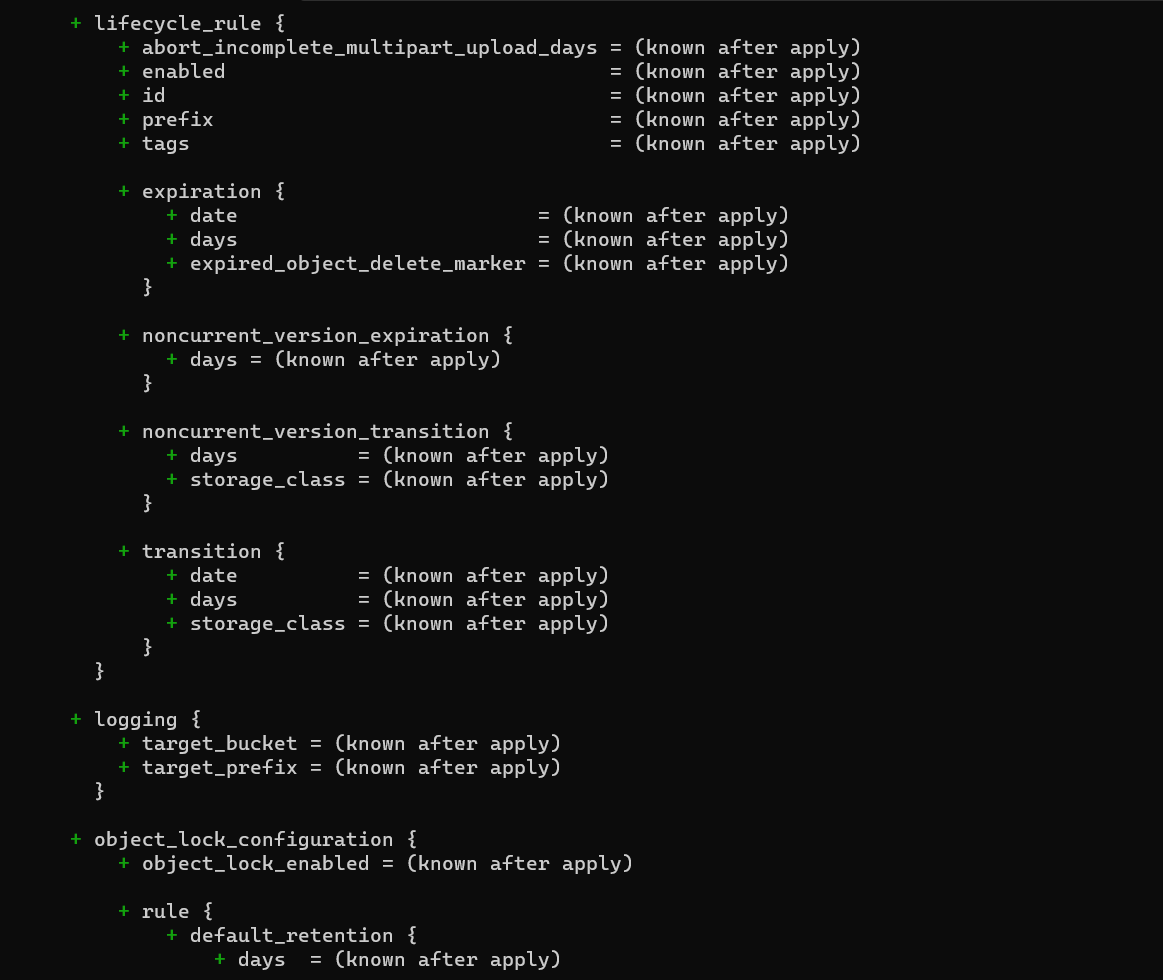 + lifecycle_rule {
+ abort_incomplete_multipart_upload_days = (known after apply)
+ enabled                                = (known after apply)
+ id                                     = (known after apply)
+ prefix                                 = (known after apply)
+ tags                                   = (known after apply)
+ expiration {
+ date                         = (known after apply)
+ days                         = (known after apply)
+ expired_object_delete_marker = (known after apply)
}
+ noncurrent_version_expiration {
+ days = (known after apply)
}
+ noncurrent_version_transition {
+ days          = (known after apply)
+ storage_class = (known after apply)
}
+ transition {
+ date          = (known after apply)
+ days          = (known after apply)
+ storage_class = (known after apply)
}
}
+ logging {
+ target_bucket = (known after apply)
+ target_prefix = (known after apply)
}
+ object_lock_configuration {
+ object_lock_enabled = (known after apply)
+ rule {
+ default_retention {
+ days  = (known after apply)